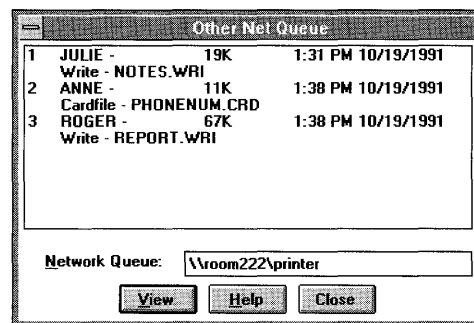 Other Net Queue
1 JULIE - 19K 1:31 PM 10/19/1991
Write - NOTES.WRI
2 ANNE - 11K 1:38 PM 10/19/1991
Cardfile - PHONENUM.CRD
3 ROGER - 67K 1:38 PM 10/19/1991
Write - REPORT.WRI
Network Queue: \\room222\printer
View Help Close